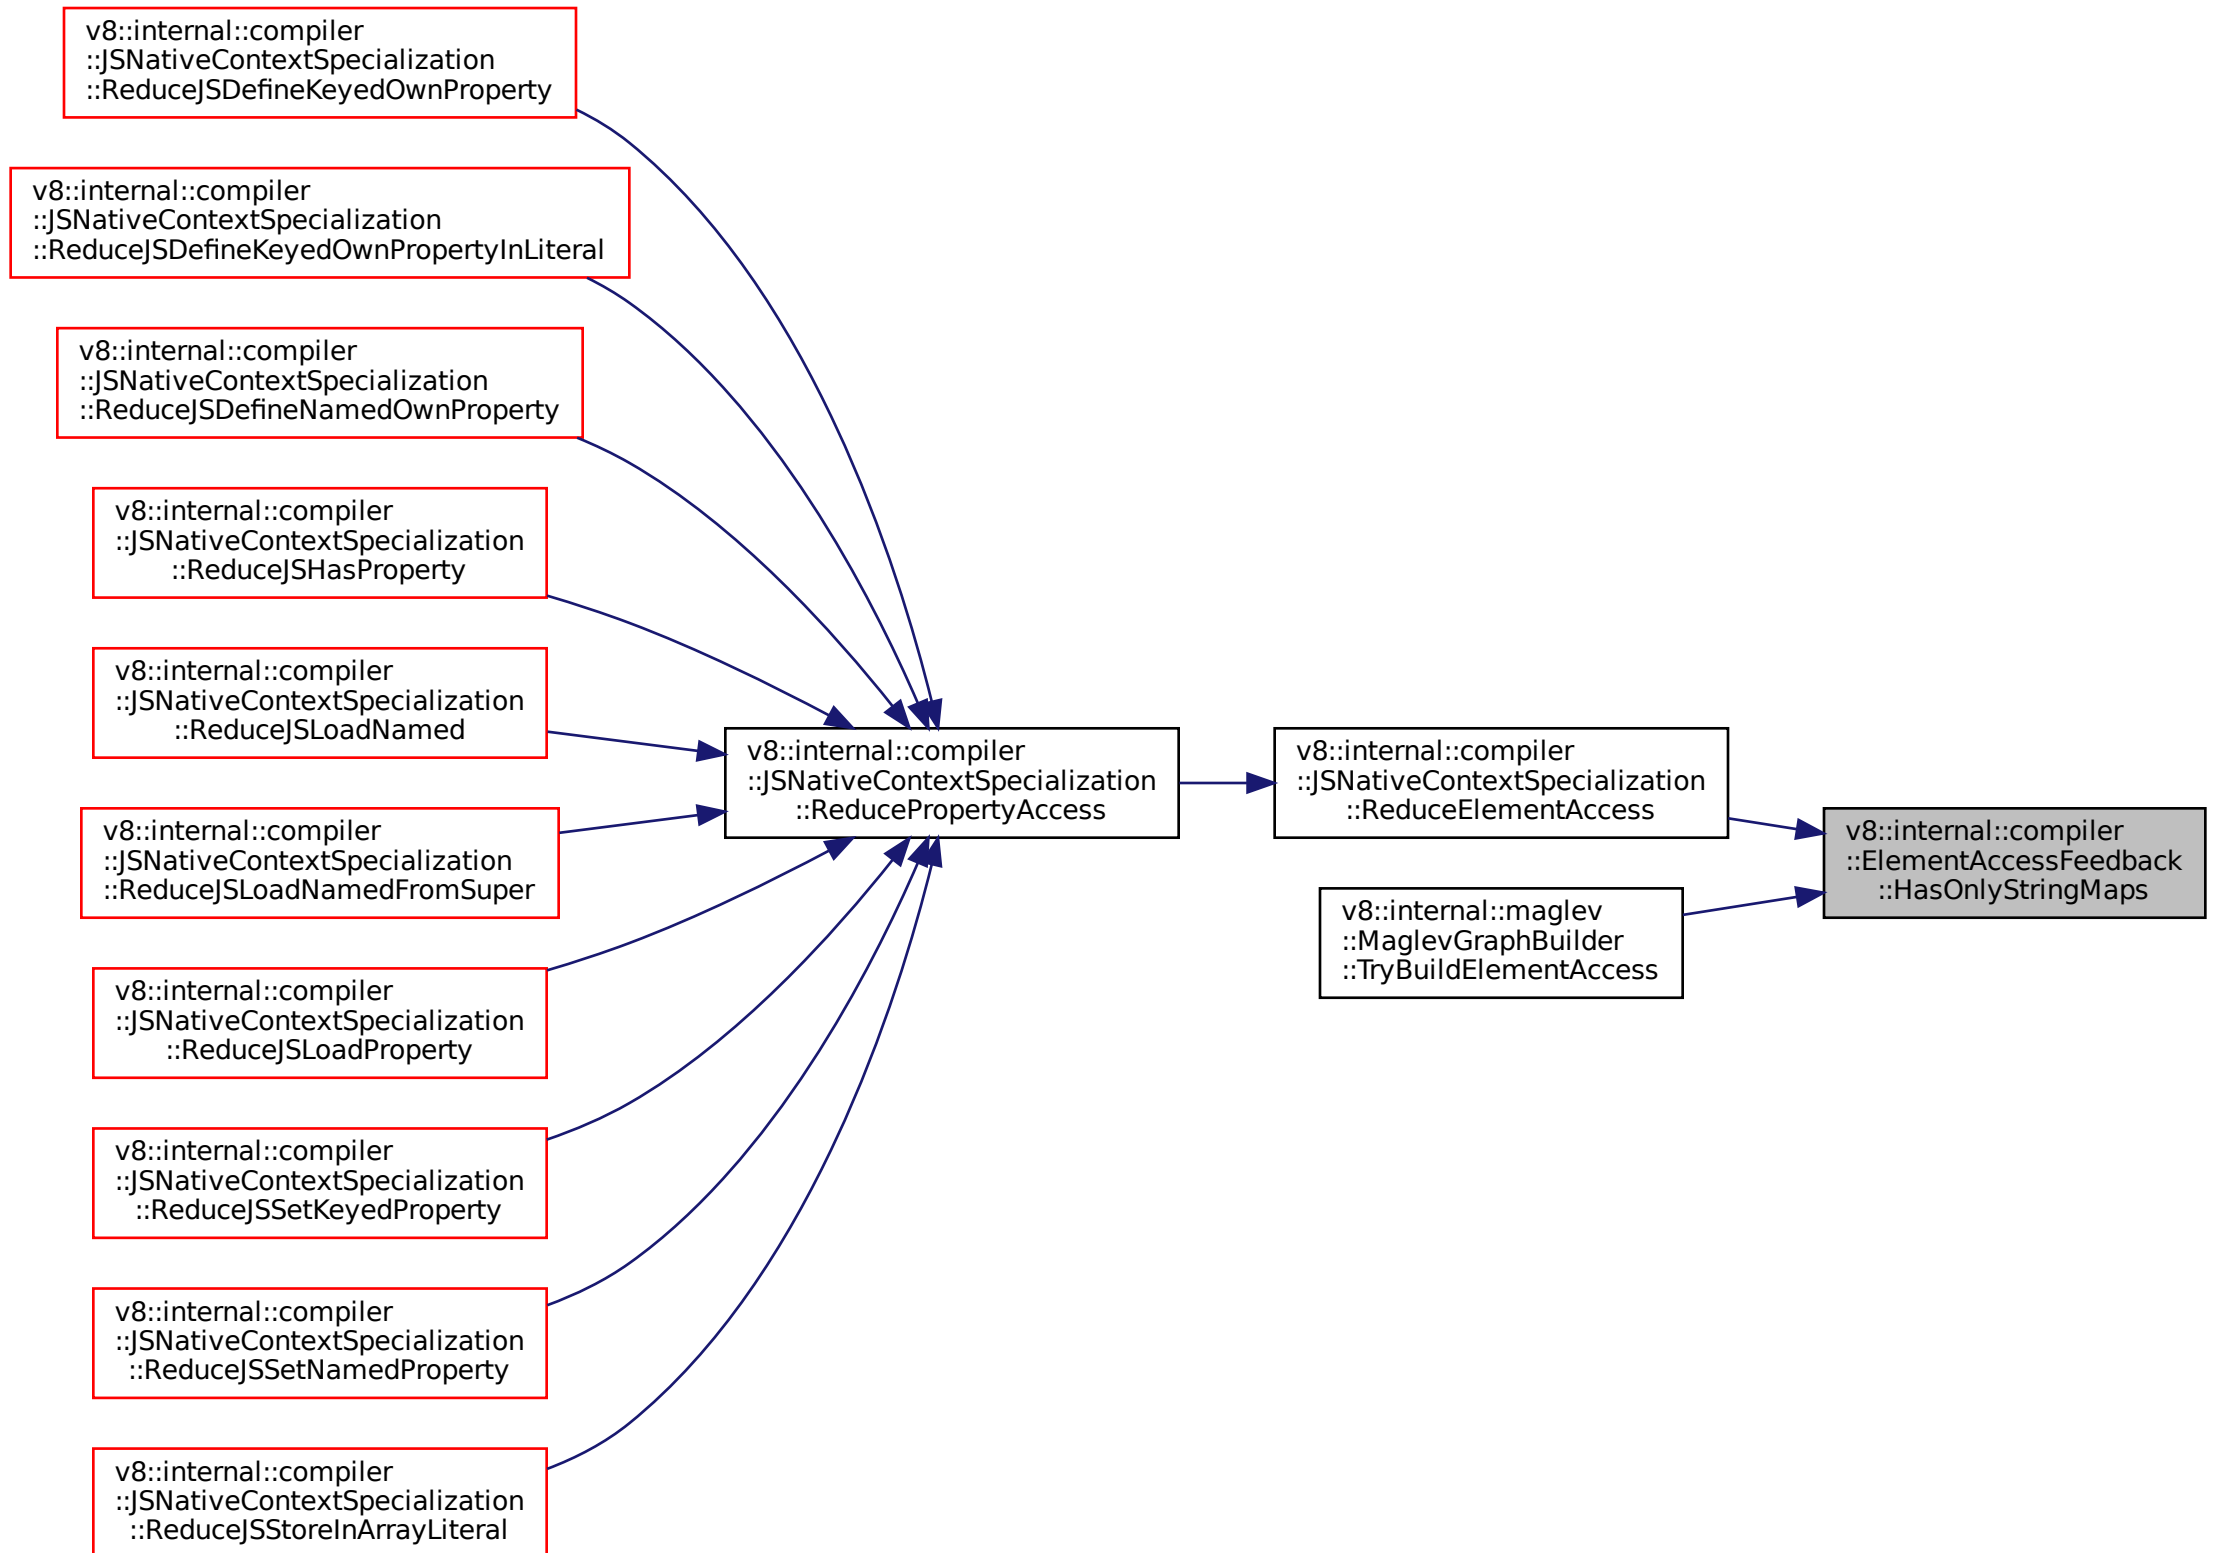 v8::internal::compiler
::JSNativeContextSpecialization
::ReduceJSDefineKeyedOwnProperty
v8::internal::compiler
::JSNativeContextSpecialization
::ReduceJSDefineKeyedOwnPropertyInLiteral
v8::internal::compiler
::JSNativeContextSpecialization
::ReduceJSDefineNamedOwnProperty
v8::internal::compiler
::JSNativeContextSpecialization
::ReduceJSHasProperty
v8::internal::compiler
::JSNativeContextSpecialization
::ReduceJSLoadNamed
v8::internal::compiler
::JSNativeContextSpecialization
::ReduceJSLoadNamedFromSuper
v8::internal::compiler
::JSNativeContextSpecialization
::ReduceJSLoadProperty
v8::internal::compiler
::JSNativeContextSpecialization
::ReduceJSSetKeyedProperty
v8::internal::compiler
::JSNativeContextSpecialization
::ReduceJSSetNamedProperty
v8::internal::compiler
::JSNativeContextSpecialization
::ReduceJSStoreInArrayLiteral
v8::internal::compiler
::JSNativeContextSpecialization
::ReducePropertyAccess
v8::internal::compiler
::JSNativeContextSpecialization
::ReduceElementAccess
v8::internal::maglev
::MaglevGraphBuilder
::TryBuildElementAccess
v8::internal::compiler
::ElementAccessFeedback
::HasOnlyStringMaps